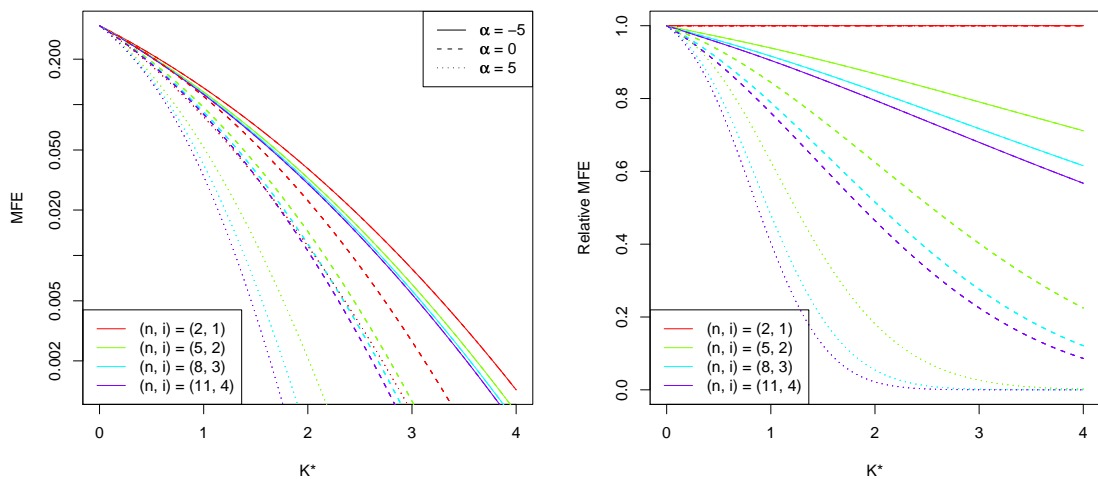 MFE
0.200
0.050
0.020
0.005
0.002
α = −5
α = 0
α = 5
(n, i) = (2, 1)
(n, i) = (5, 2)
(n, i) = (8, 3)
(n, i) = (11, 4)
0 1 2 3 4
K*
Relative MFE
1.0
0.8
0.6
0.4
0.2
0.0
(n, i) = (2, 1)
(n, i) = (5, 2)
(n, i) = (8, 3)
(n, i) = (11, 4)
0 1 2 3 4
K*